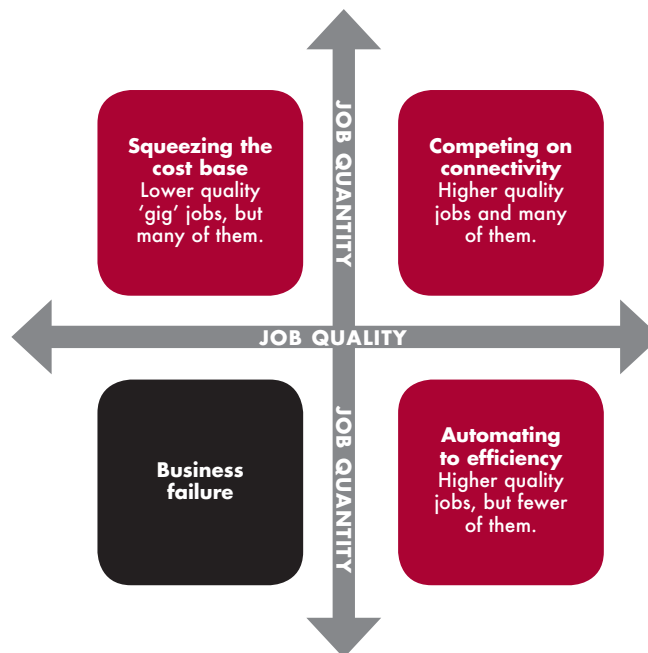 JOB QUANTITY
Squeezing the
cost base
Lower quality
‘gig’ jobs, but
many of them.
Competing on
connectivity
Higher quality
jobs and many
of them.
JOB QUALITY
JOB QUANTITY
Business
failure
Automating
to efficiency
Higher quality
jobs, but fewer
of them.